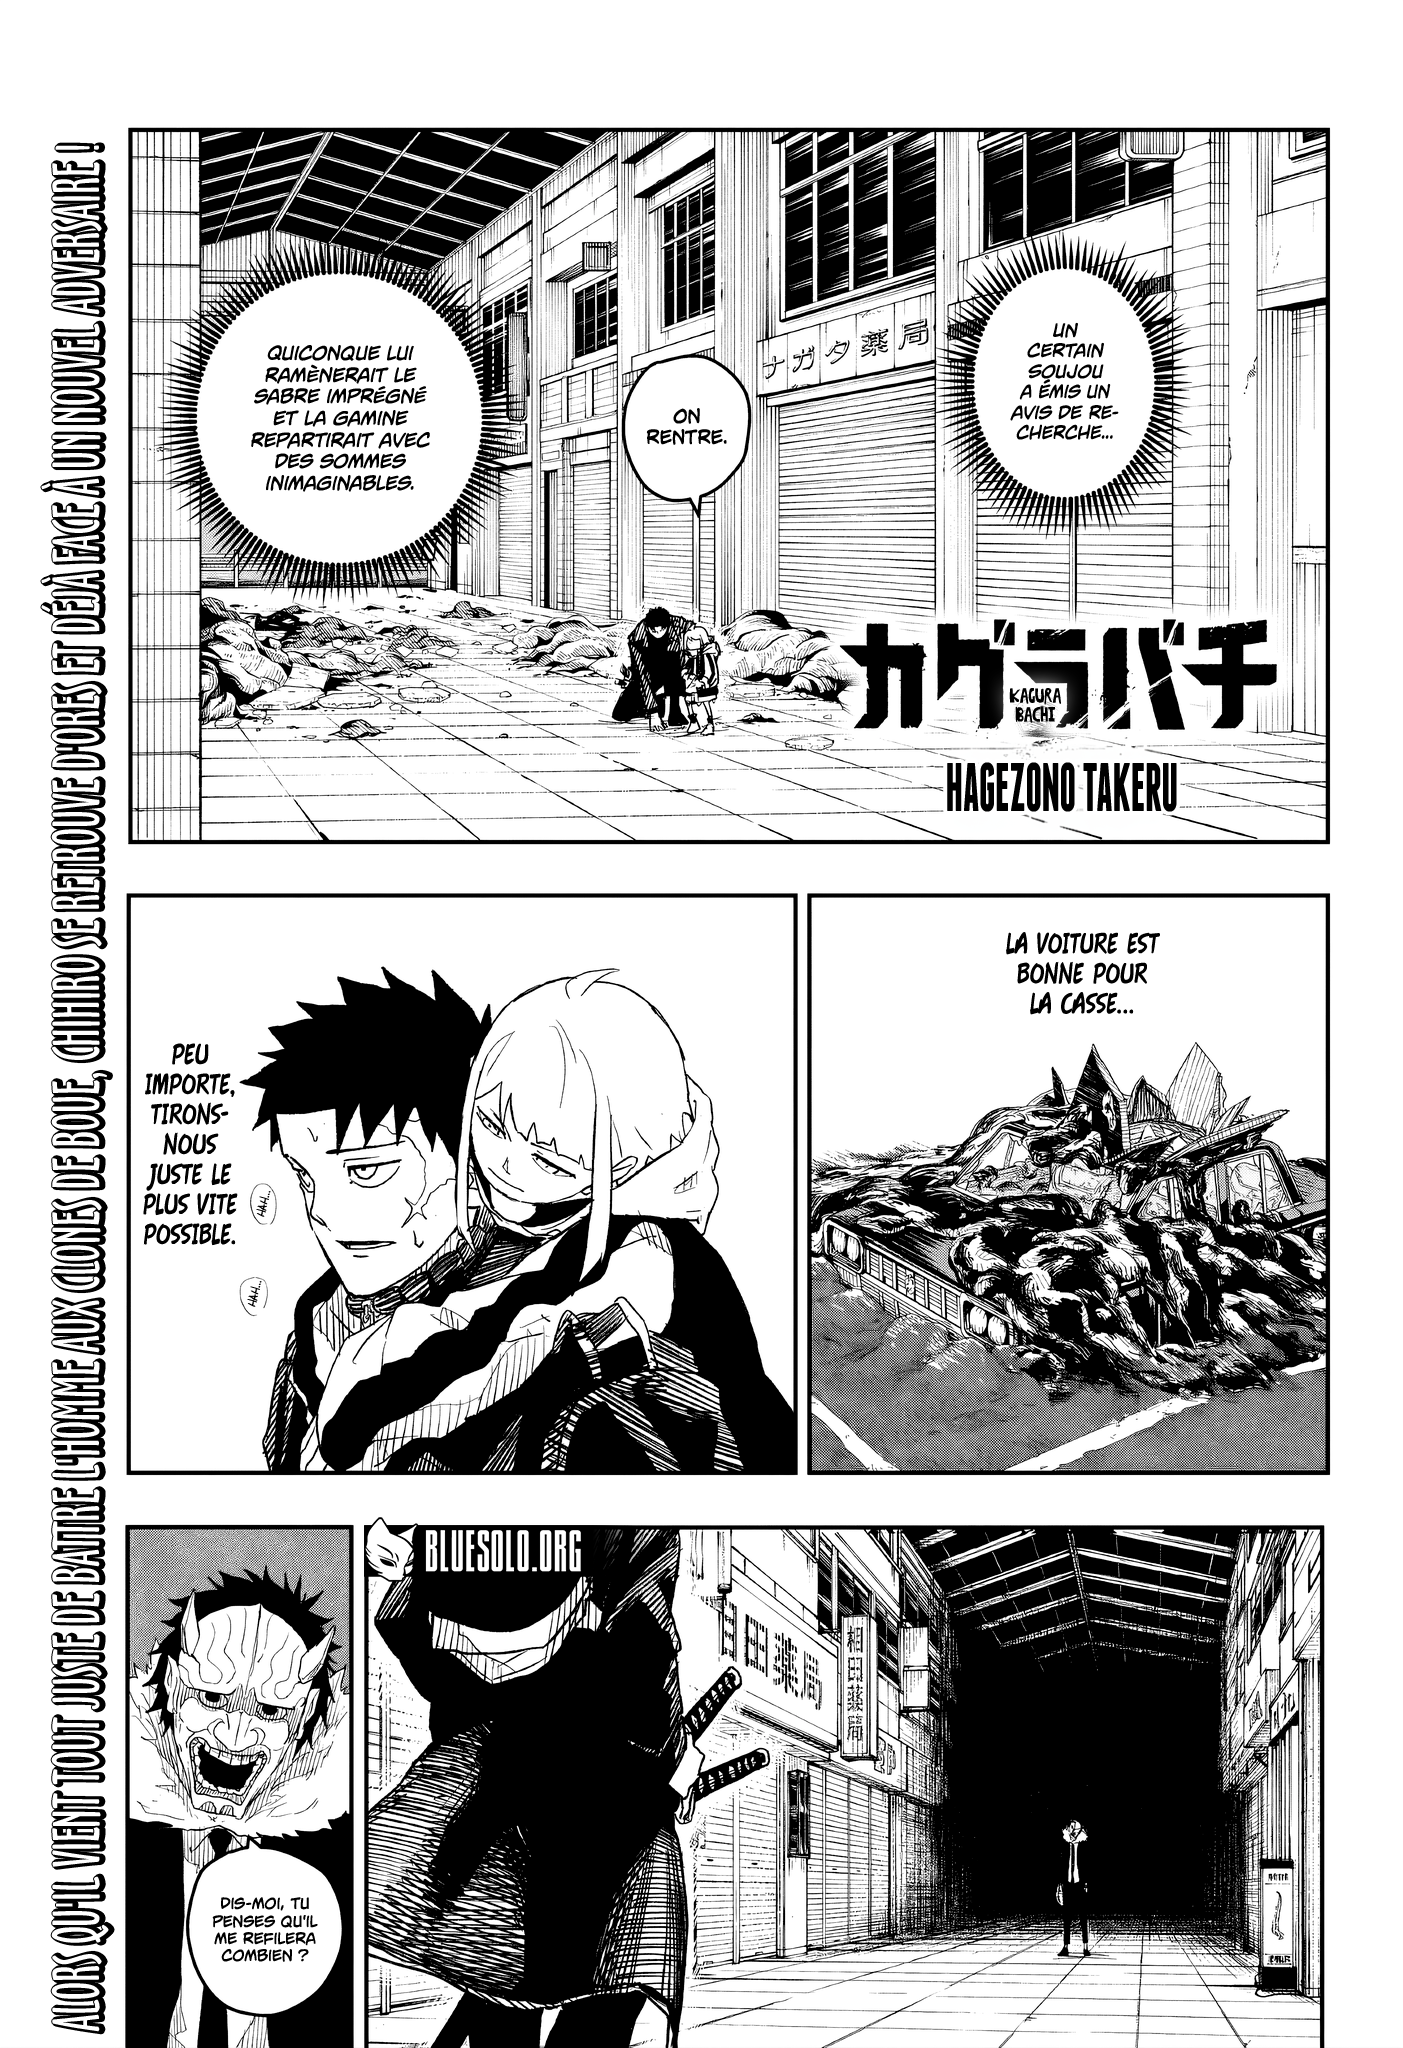 ALORS QU'IL VIENT TOUT JUSTE DE BATTRE L'HOMME AUX CLONES DE BOUE, CHIHIRO SE RETROUVE D'ORES ET DÉJÀ FACE À UN NOUVEL ADVERSAIRE !
UN
CERTAIN
SOUJOU
A ÉMIS UN
AVIS DE RE-
CHERCHE...
QUICONQUE LUI
RAMÈNERAIT LE
SABRE IMPRÉGNÉ
ET LA GAMINE
REPARTIRAIT AVEC
DES SOMMES
INIMAGINABLES.
ON
RENTRE.
ナガタ薬局
カグラバチ
KAGURA
BACHI
HAGEZONO TAKERU
LA VOITURE EST
BONNE POUR
LA CASSE...
PEU
IMPORTE,
TIRONS-
NOUS
JUSTE LE
PLUS VITE
POSSIBLE.
HAH...
HAH...
BLUESOLO.ORG
相田薬局
DIS-MOI, TU
PENSES QU'IL
ME REFILERA
COMBIEN ?